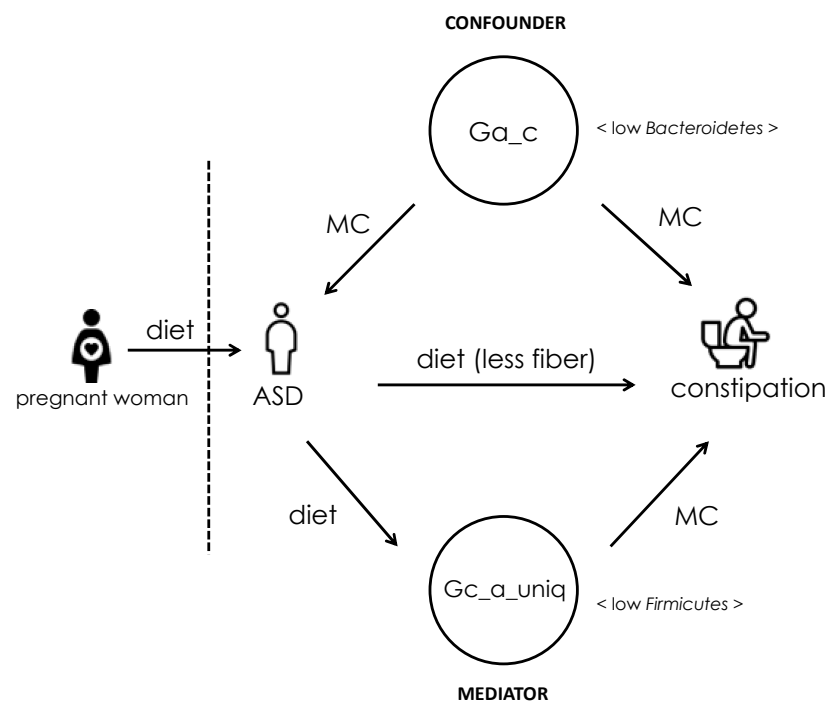 CONFOUNDER
Ga_c
< low Bacteroidetes >
MC
MC
diet
pregnant woman
ASD
diet (less fiber)
constipation
diet
MC
Gc_a_uniq
< low Firmicutes >
MEDIATOR